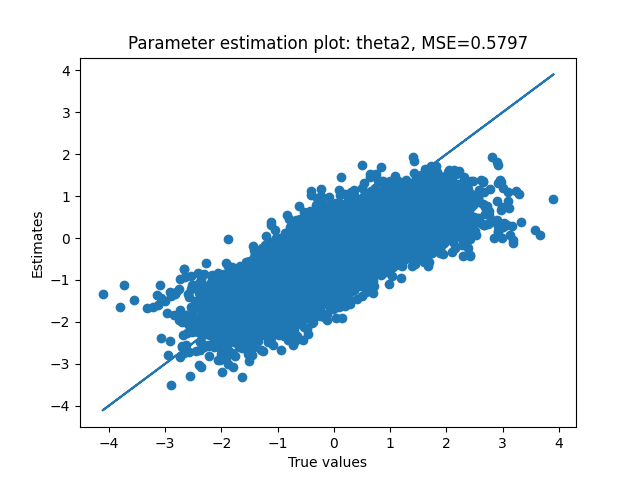 Parameter estimation plot: theta2, MSE=0.5797
4
3
2
1
0
−1
−2
−3
−4
Estimates
−4 −3 −2 −1 0 1 2 3 4
True values